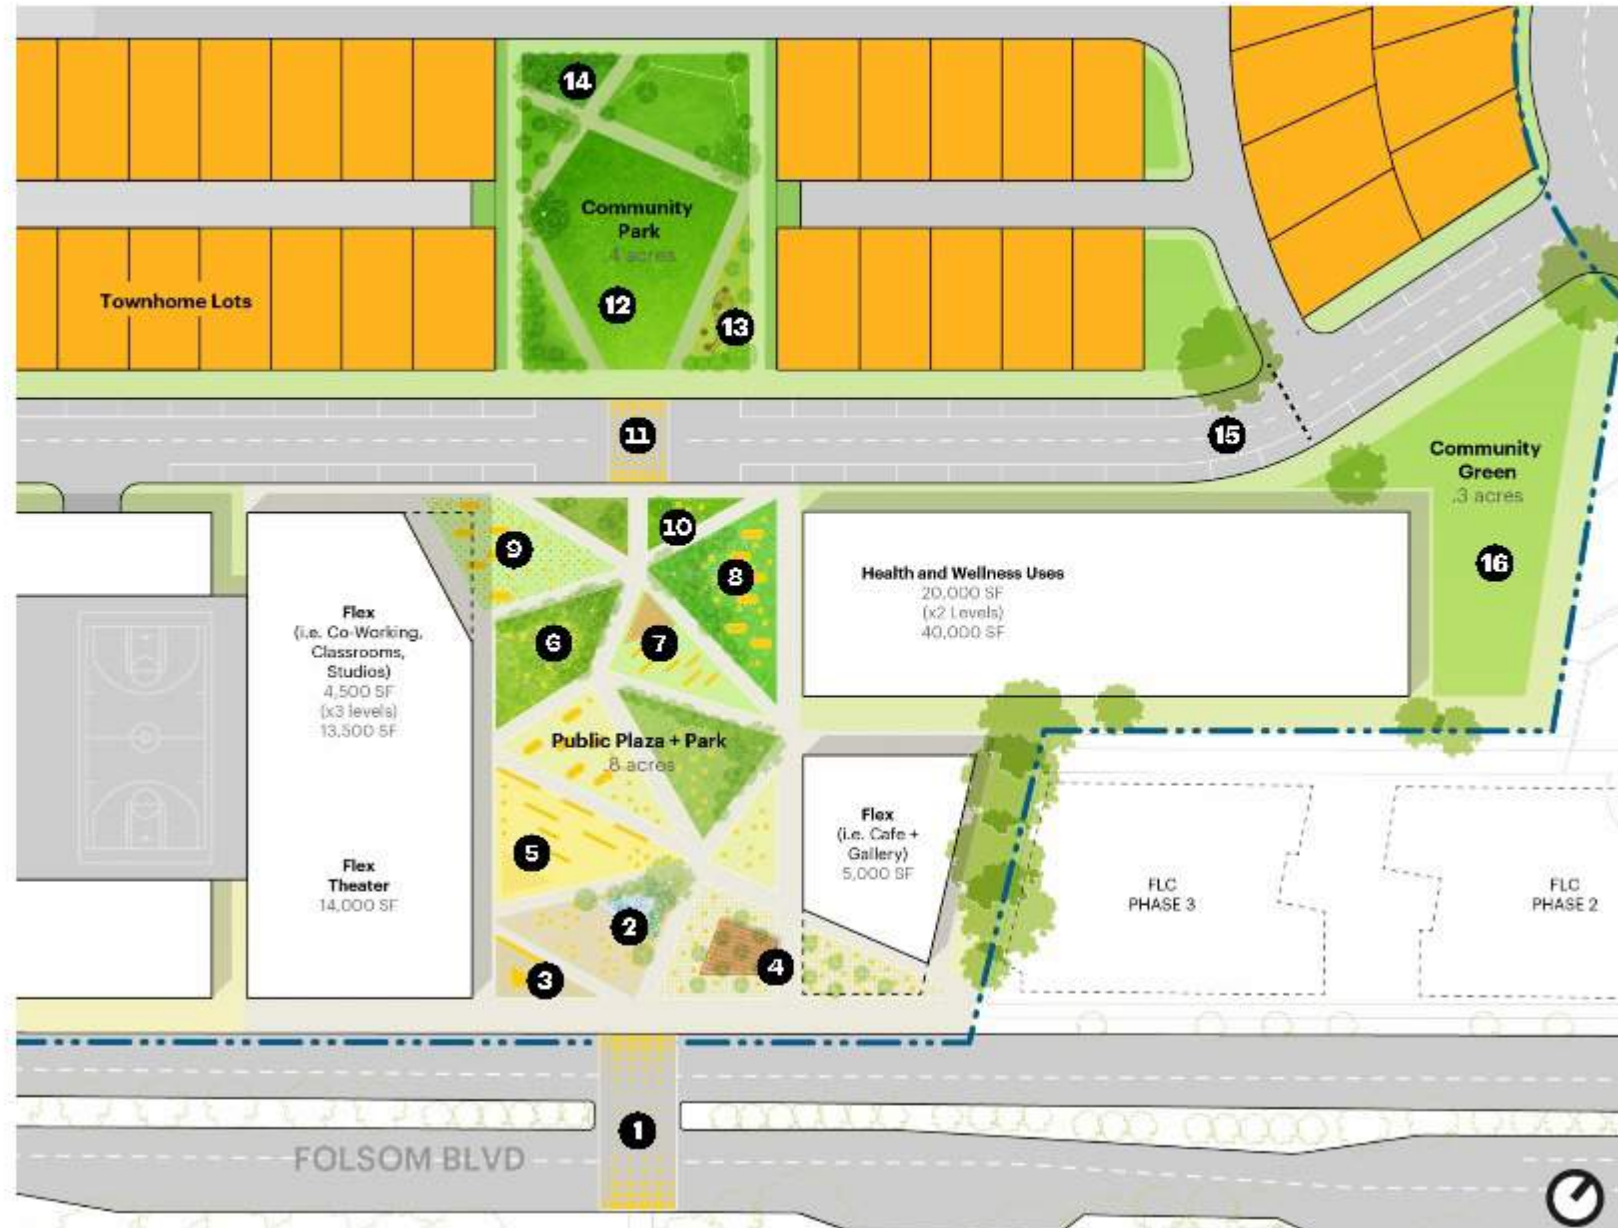 14
Community
Park
.4 acres
12
13
Townhome Lots
11
15
Community
Green
.3 acres
16
10
9
8
Health and Wellness Uses
20,000 SF
(x2 Levels)
40,000 SF
Flex
(i.e. Co-Working,
Classrooms,
Studios)
4,500 SF
(x3 levels)
13,500 SF
6
7
Public Plaza + Park
.8 acres
5
Flex
(i.e. Cafe +
Gallery)
5,000 SF
Flex
Theater
14,000 SF
FLC
PHASE 3
FLC
PHASE 2
2
3
4
1
FOLSOM BLVD